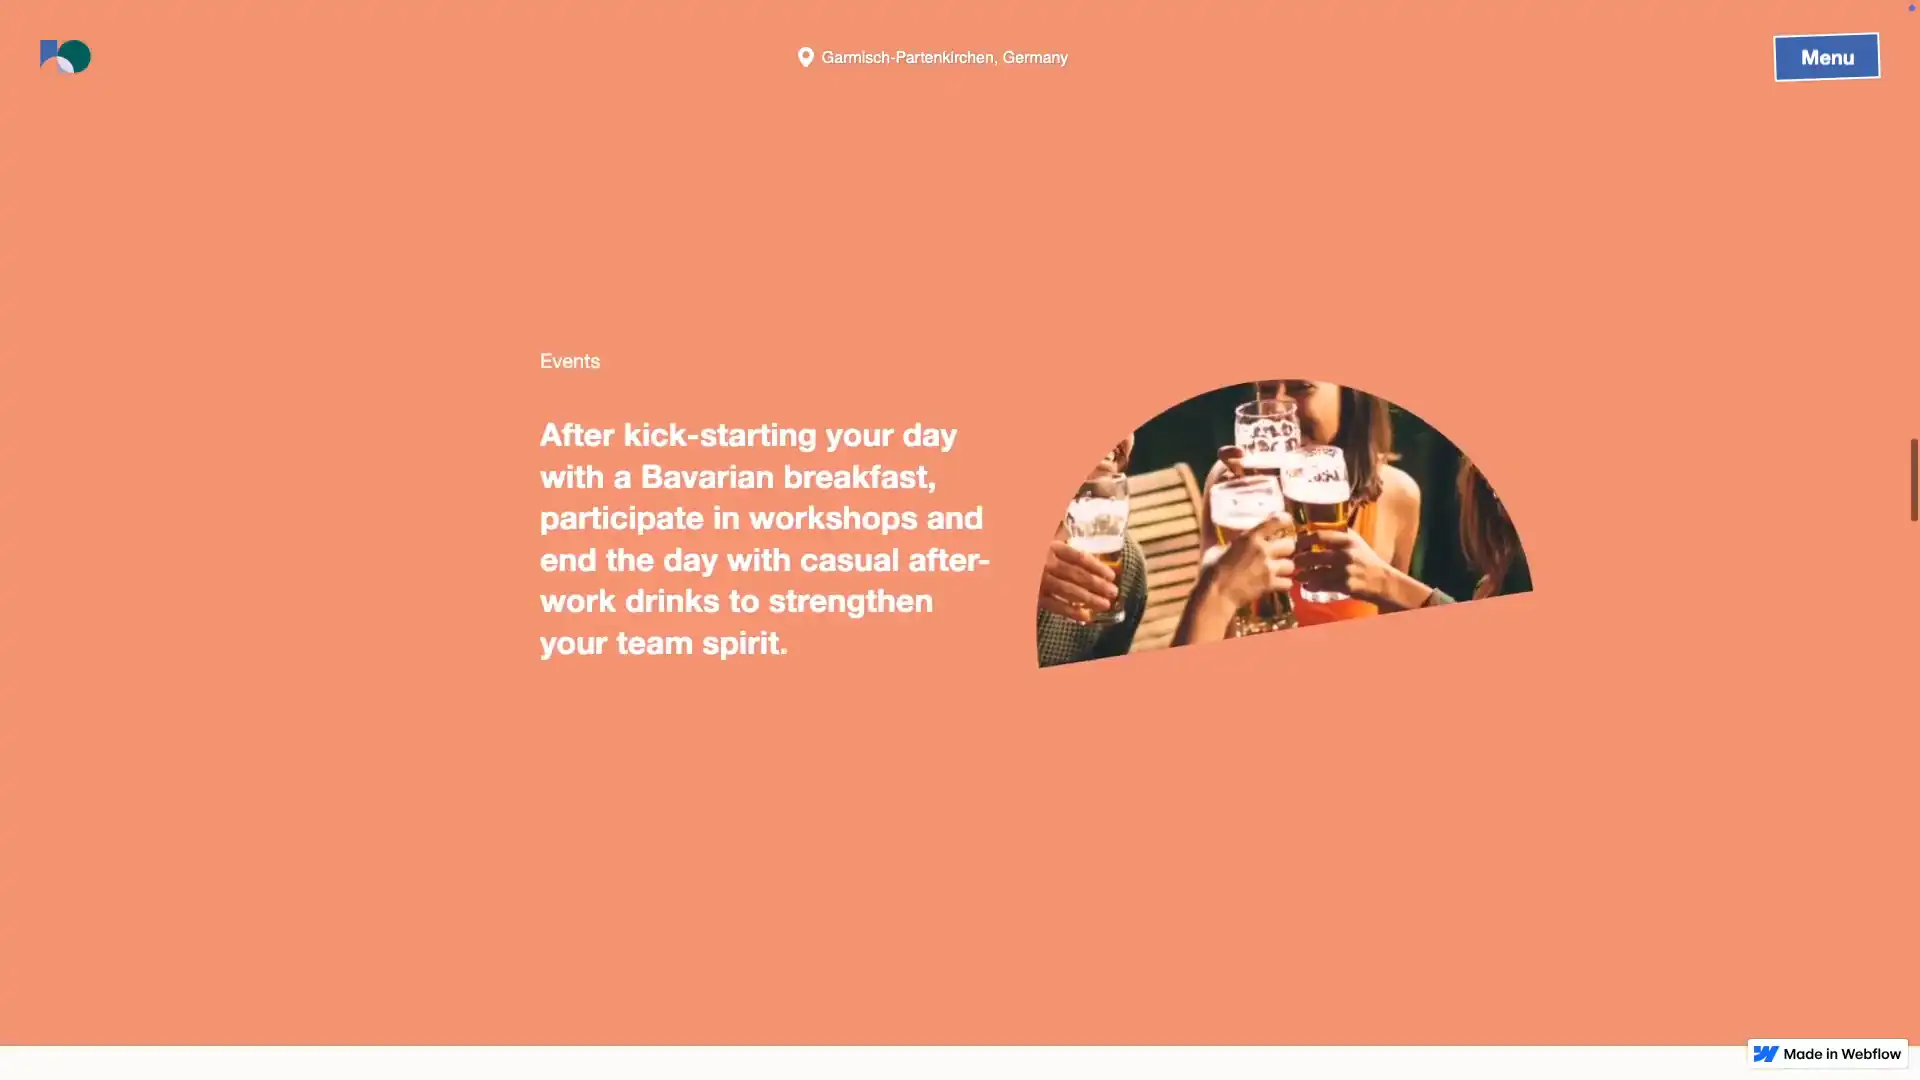 Garmisch-Partenkirchen, Germany
Menu
Events
After kick-starting your day
with a Bavarian breakfast,
participate in workshops and
end the day with casual after-
work drinks to strengthen
your team spirit.
Made in Webflow